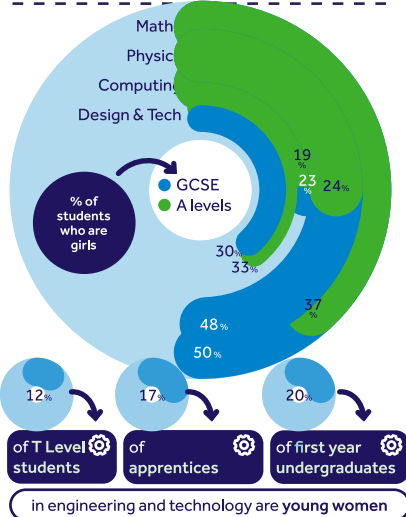 Math
Physic
Computing
Design & Tech
% of
students
who are
girls
GCSE
A levels
19
%
23
%
24%
30%
33%
37
%
48%
50%
12%
17%
20%
of T Level
students
of
apprentices
of first year
undergraduates
in engineering and technology are young women